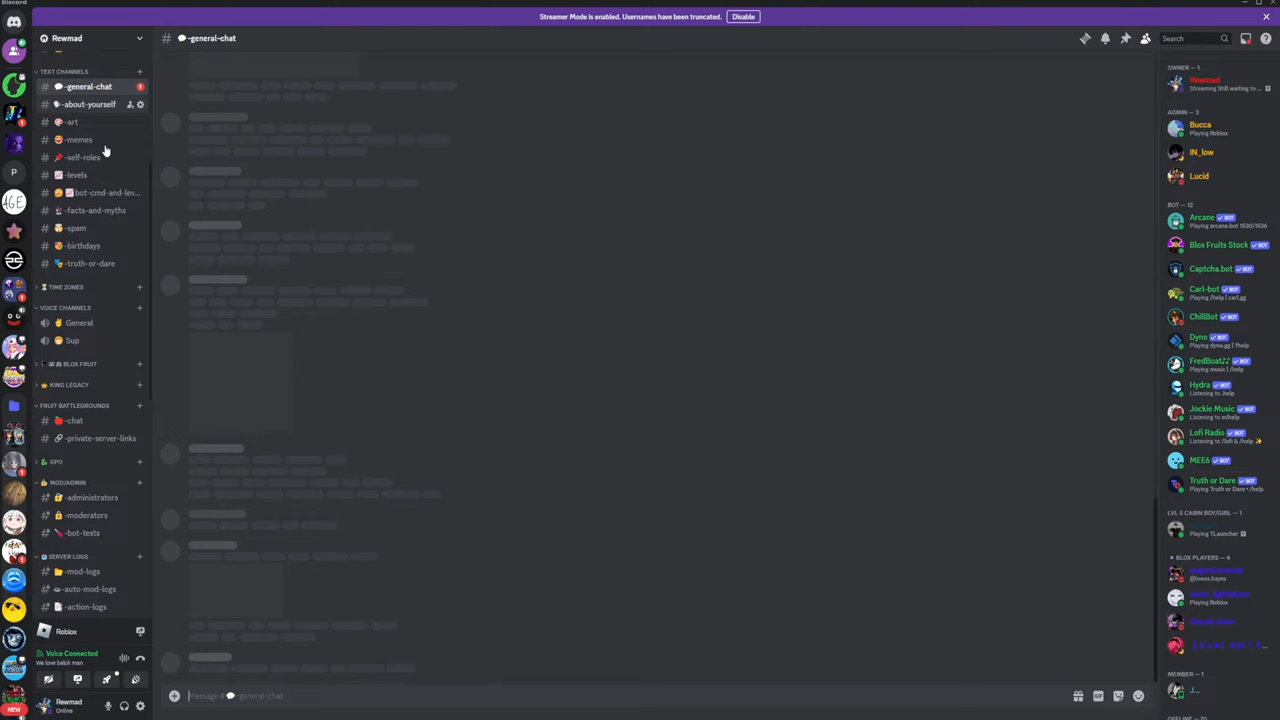 Discord
Streamer Mode is enabled. Usernames have been truncated.
Disable
Rewmad
-general-chat
Search
TEXT CHANNELS
-general-chat
1
-about-yourself
-art
-memes
-self-roles
-levels
bot-cmd-and-lev...
-facts-and-myths
-spam
-birthdays
-truth-or-dare
TIME ZONES
VOICE CHANNELS
General
Sup
BLOX FRUIT
KING LEGACY
FRUIT BATTLEGROUNDS
-chat
-private-server-links
GPO
MOD/ADMIN
-administrators
-moderators
-bot-tests
SERVER LOGS
-mod-logs
-auto-mod-logs
-action-logs
Roblox
Voice Connected
We love balck man
Rewmad
Online
P
AGE
NEW
Message #
-general-chat
GIF
OWNER — 1
Rewmad
Streaming Still waiting to ...
ADMIN — 3
Bucca
Playing Roblox
IN_low
Lucid
BOT — 12
Arcane BOT
Playing arcane.bot 1530/1536
Blox Fruits Stock BOT
Captcha.bot BOT
Carl-bot BOT
Playing /help | carl.gg
ChillBot BOT
Dyno BOT
Playing dyno.gg | ?help
FredBoat♪♪ BOT
Playing music | /help
Hydra BOT
Listening to .help
Jockie Music BOT
Listening to m!help
Lofi Radio BOT
Listening to /lofi & /help ✨
MEE6 BOT
Truth or Dare BOT
Playing Truth or Dare • /help
LVL 5 CABIN BOY/GIRL — 1
Playing TLauncher
BLOX PLAYERS — 4
@lowes.hayes
Playing Roblox
MEMBER — 1
J...